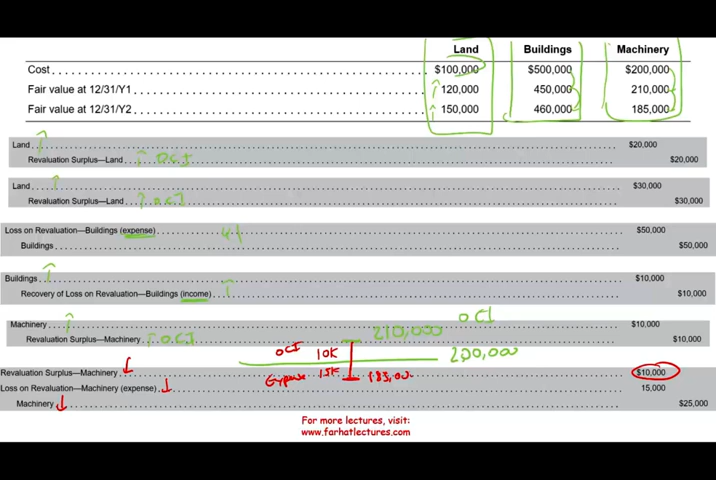 Land Buildings Machinery
Cost $100,000 $500,000 $200,000
Fair value at 12/31/Y1 120,000 450,000 210,000
Fair value at 12/31/Y2 150,000 460,000 185,000
Land $20,000
Revaluation Surplus—Land OCI $20,000
Land $30,000
Revaluation Surplus—Land OCI $30,000
Loss on Revaluation—Buildings (expense) $50,000
Buildings $50,000
Buildings $10,000
Recovery of Loss on Revaluation—Buildings (income) $10,000
OCI
Machinery $10,000
Revaluation Surplus—Machinery OCI 210,000 $10,000
OCI 10K 200,000
Revaluation Surplus—Machinery $10,000
Expense 15K 185,00
Loss on Revaluation—Machinery (expense) 15,000
Machinery $25,000
For more lectures, visit:
www.farhatlectures.com